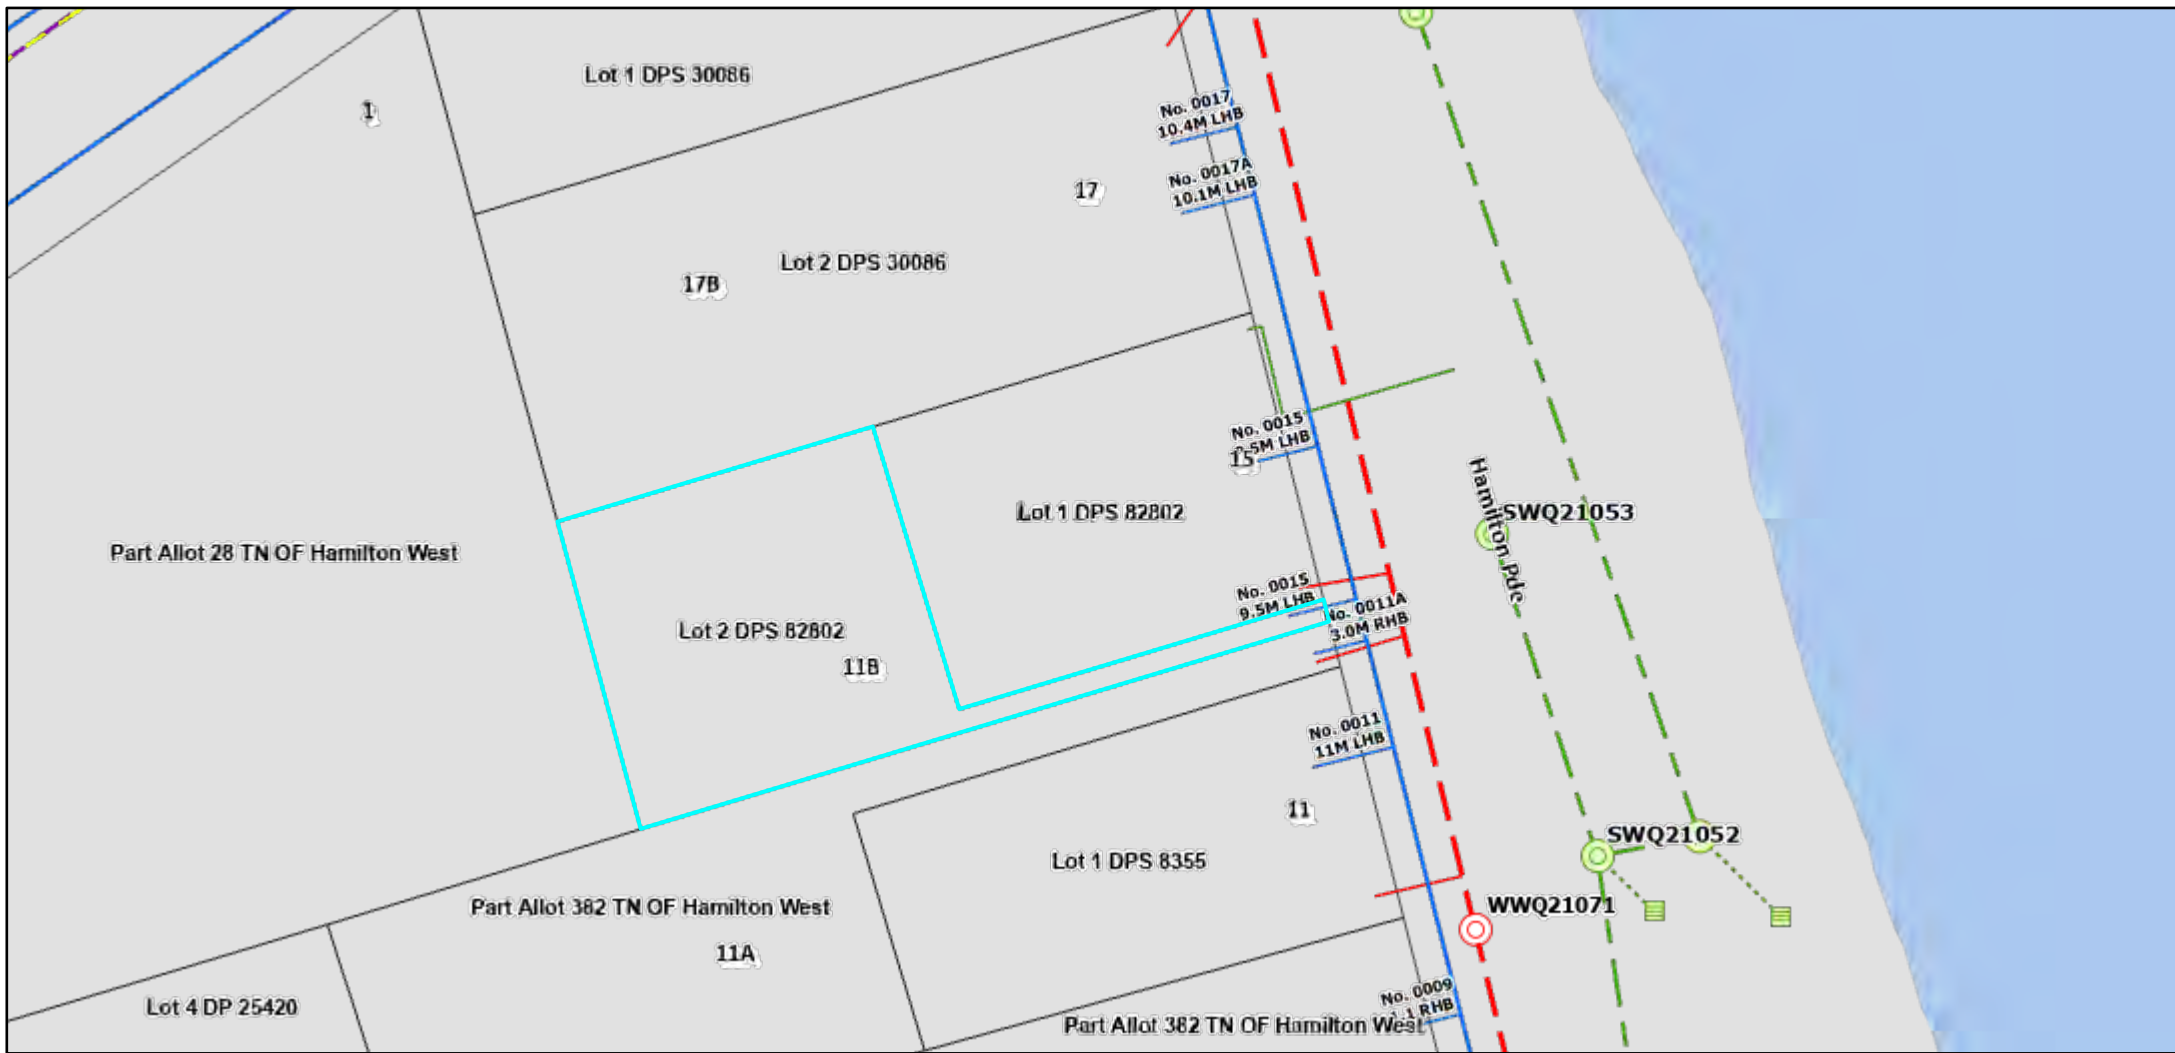 Lot 1 DPS 30086
1
No. 0017
10.4M LHB
No. 0017A
10.1M LHB
17
Lot 2 DPS 30086
17B
No. 0015
5M LHB
15
Lot 1 DPS 82802
Hamilton Pde
SWQ21053
Part Allot 28 TN OF Hamilton West
No. 0015
9.5M LHB
No. 0011A
3.0M RHB
Lot 2 DPS 82802
11B
No. 0011
11M LHB
11
SWQ21052
Lot 1 DPS 8355
Part Allot 382 TN OF Hamilton West
WWQ21071
11A
No. 0009
RHB
Lot 4 DP 25420
Part Allot 382 TN OF Hamilton West